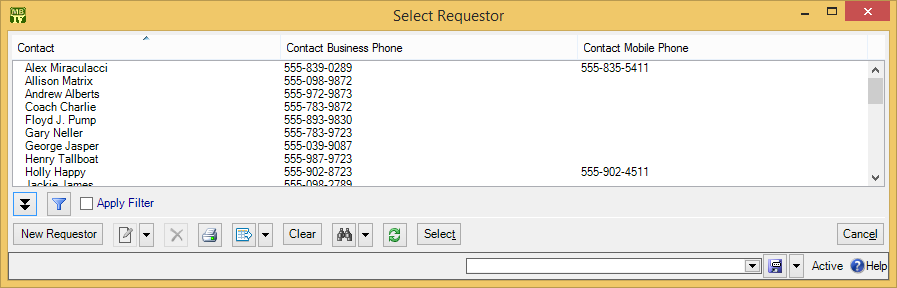 MB
Select Requestor
Contact Contact Business Phone Contact Mobile Phone
Alex Miraculacci 555-839-0289 555-835-5411
Allison Matrix 555-098-9872
Andrew Alberts 555-972-9873
Coach Charlie 555-783-9872
Floyd J. Pump 555-893-9830
Gary Neller 555-783-9723
George Jasper 555-039-9087
Henry Tallboat 555-987-9723
Holly Happy 555-902-8723 555-902-4511
Jackie James 555-098-2789
Apply Filter
New Requestor Clear Select Cancel
Active ? Help